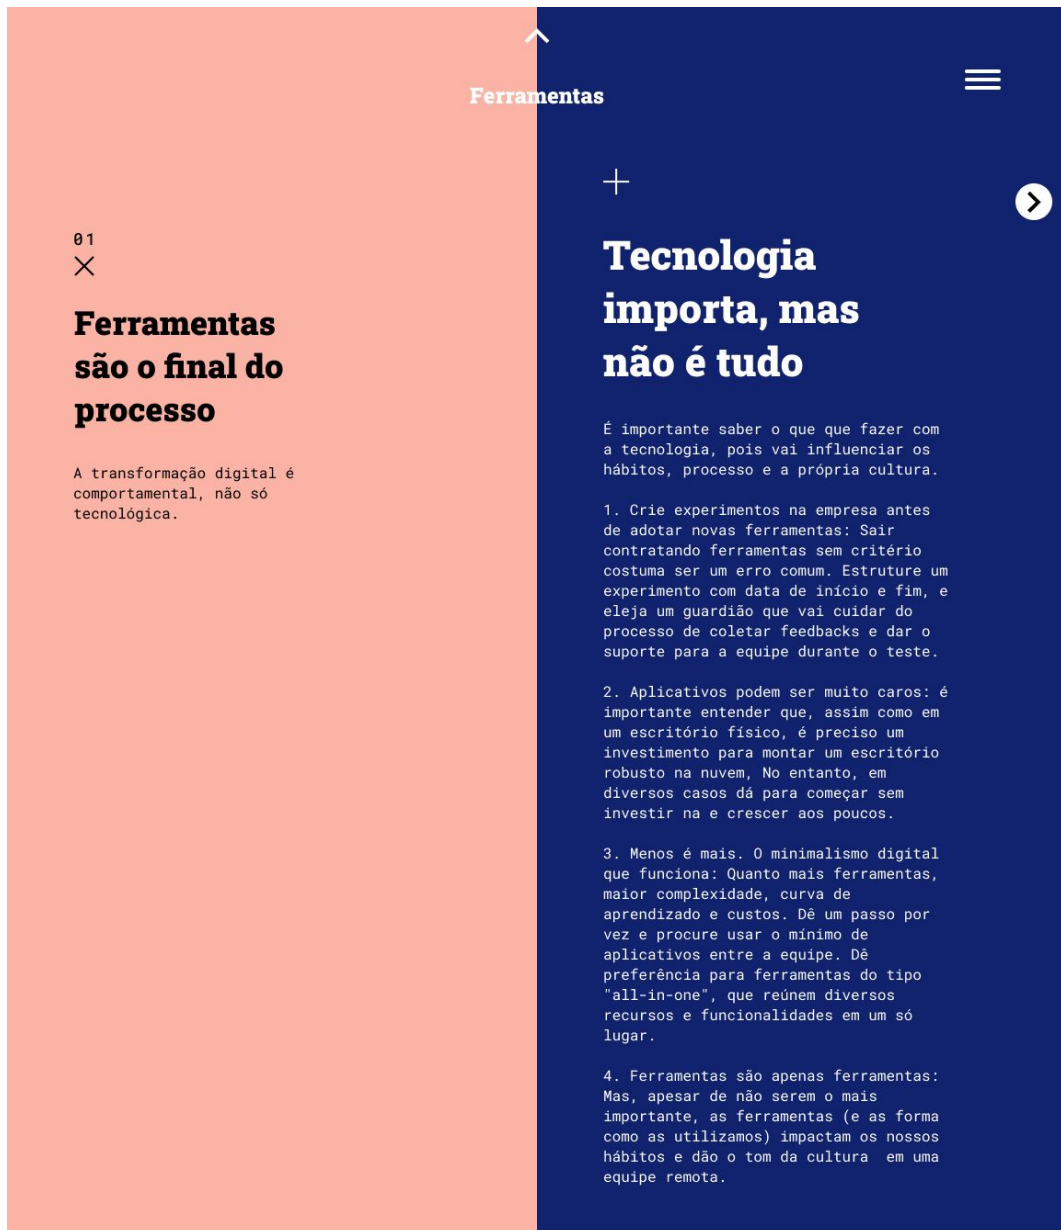 Ferramentas
01
Ferramentas
são o final do
processo
A transformação digital é
comportamental, não só
tecnológica.
Tecnologia
importa, mas
não é tudo
É importante saber o que que fazer com
a tecnologia, pois vai influenciar os
hábitos, processo e a própria cultura.
1. Crie experimentos na empresa antes
de adotar novas ferramentas: Sair
contratando ferramentas sem critério
costuma ser um erro comum. Estruture um
experimento com data de início e fim, e
eleja um guardião que vai cuidar do
processo de coletar feedbacks e dar o
suporte para a equipe durante o teste.
2. Aplicativos podem ser muito caros: é
importante entender que, assim como em
um escritório físico, é preciso um
investimento para montar um escritório
robusto na nuvem, No entanto, em
diversos casos dá para começar sem
investir na e crescer aos poucos.
3. Menos é mais. O minimalismo digital
que funciona: Quanto mais ferramentas,
maior complexidade, curva de
aprendizado e custos. Dê um passo por
vez e procure usar o mínimo de
aplicativos entre a equipe. Dê
preferência para ferramentas do tipo
"all-in-one", que reúnem diversos
recursos e funcionalidades em um só
lugar.
4. Ferramentas são apenas ferramentas:
Mas, apesar de não serem o mais
importante, as ferramentas (e as forma
como as utilizamos) impactam os nossos
hábitos e dão o tom da cultura  em uma
equipe remota.